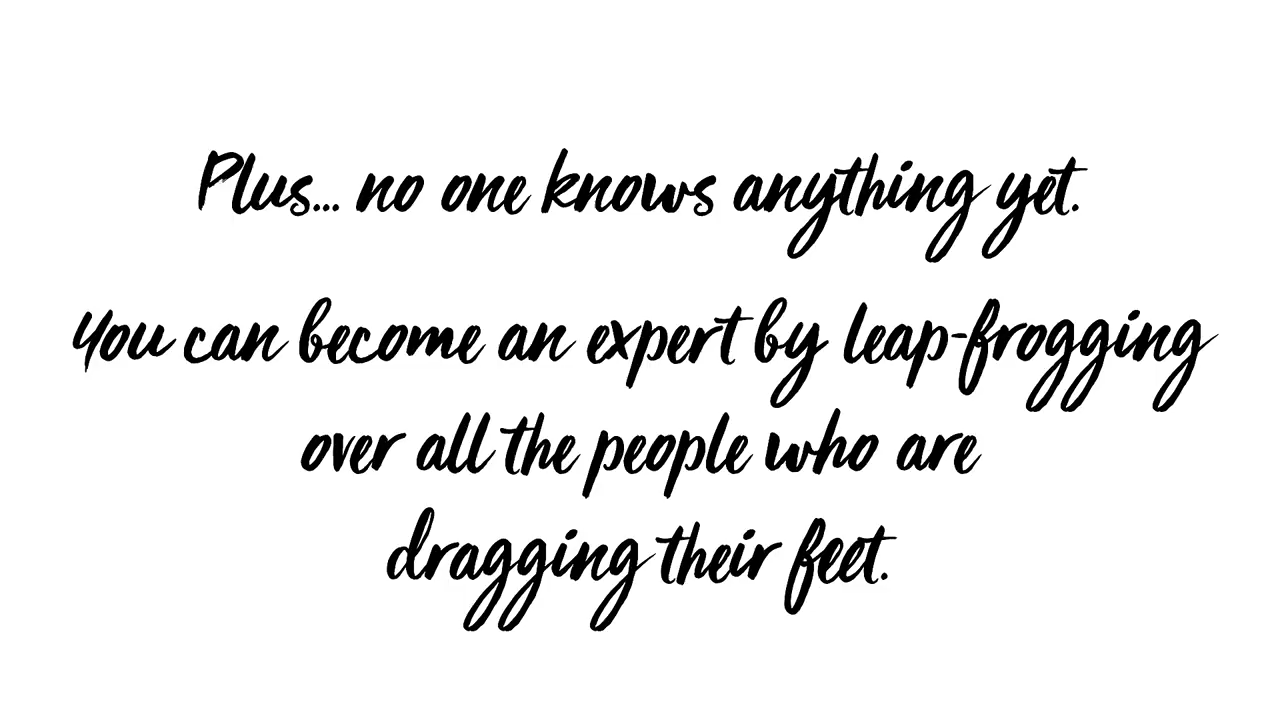 Plus... no one knows anything yet.
You can become an expert by leap-frogging
over all the people who are
dragging their feet.